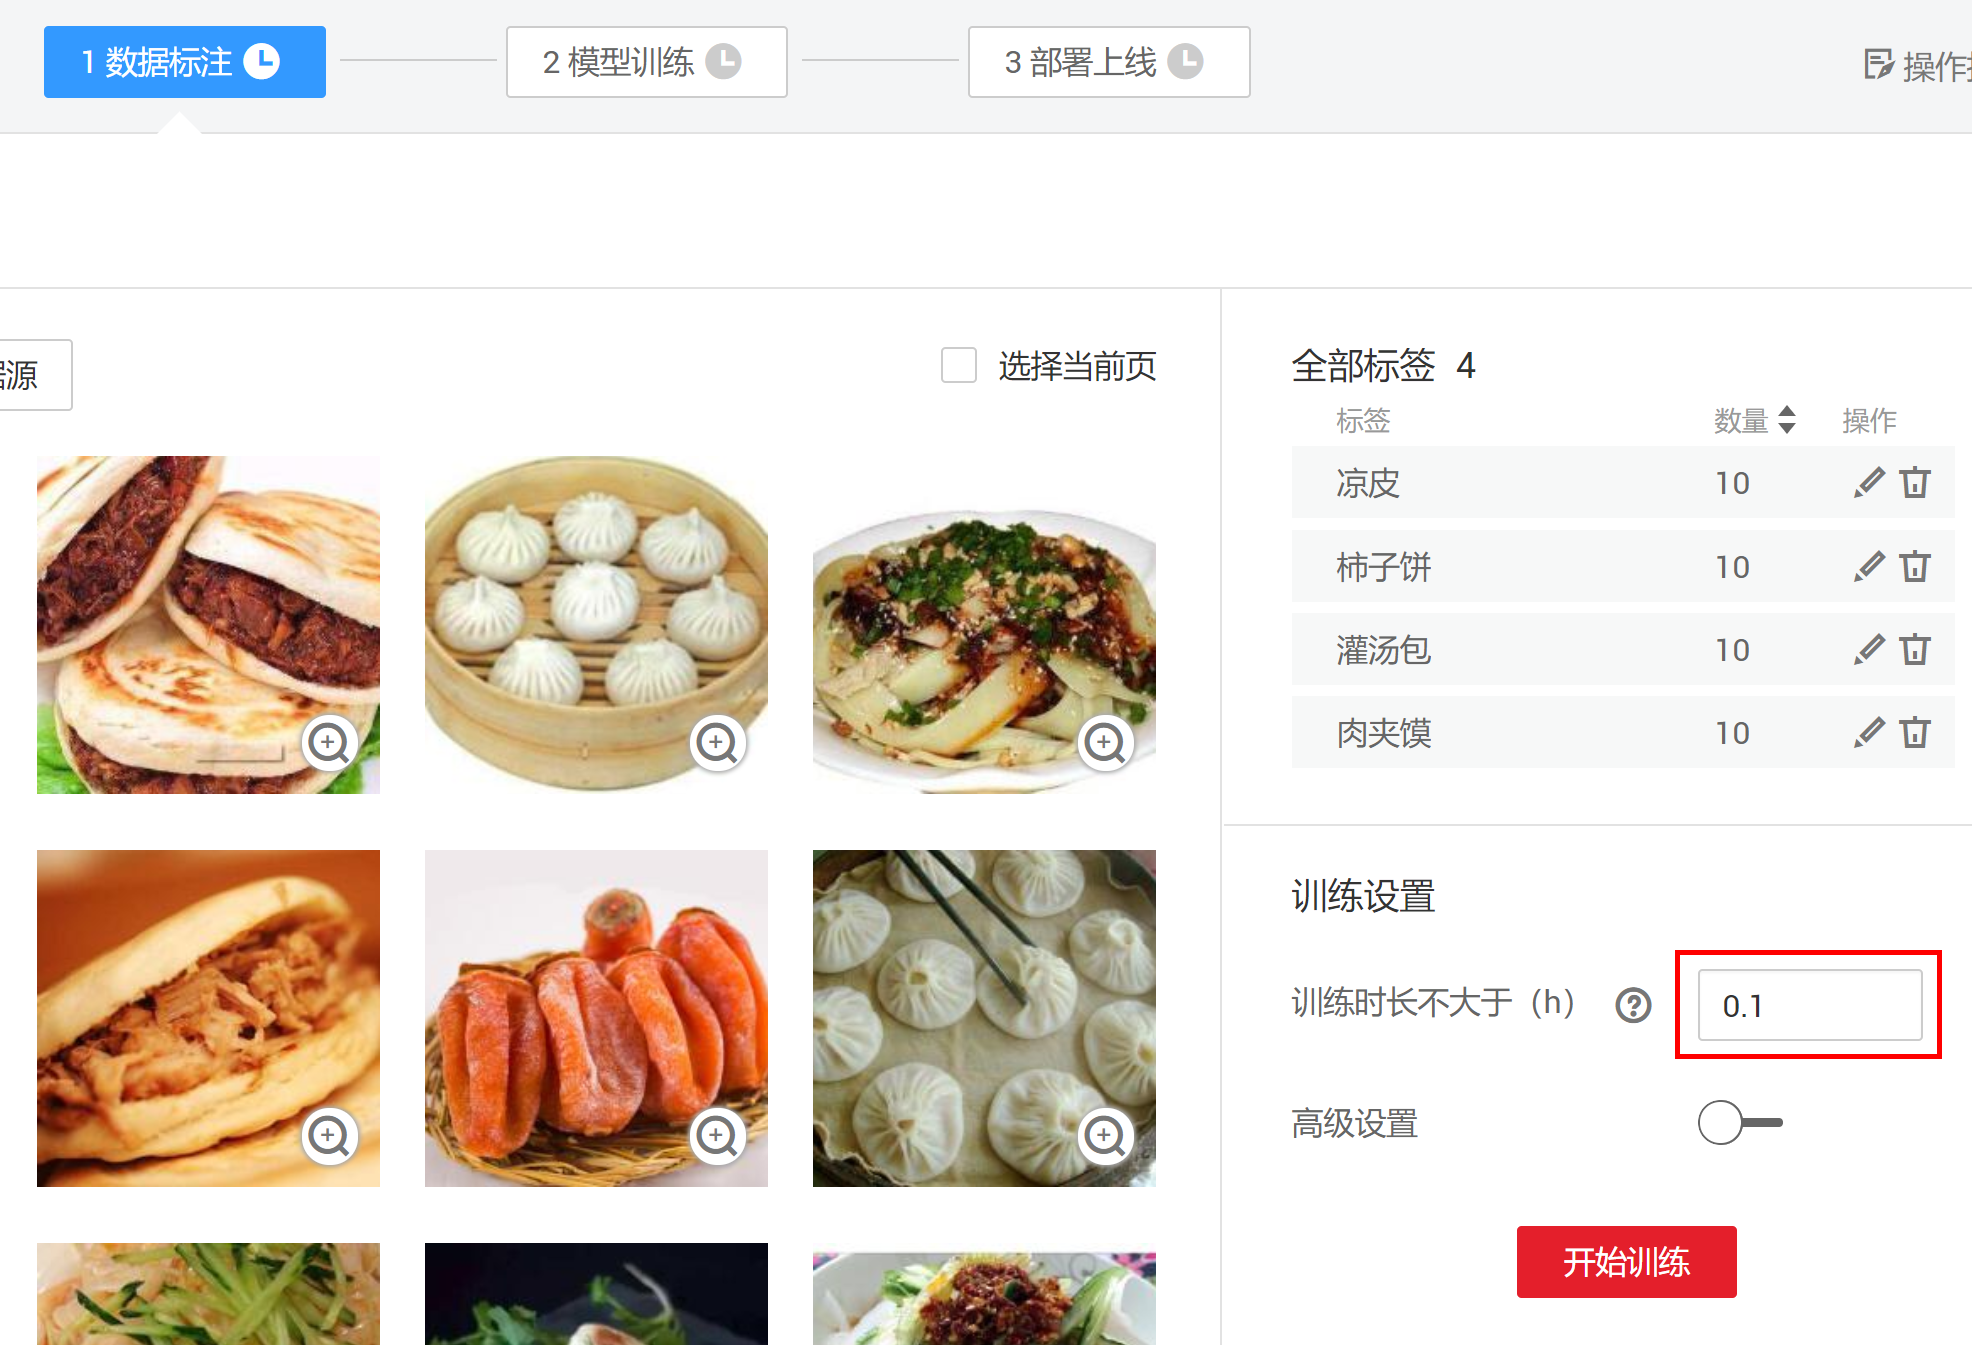 1 数据标注
2 模型训练
3 部署上线
操作
源
选择当前页
全部标签 4
标签 数量 操作
凉皮 10
柿子饼 10
灌汤包 10
肉夹馍 10
训练设置
训练时长不大于（h） ? 0.1
高级设置
开始训练